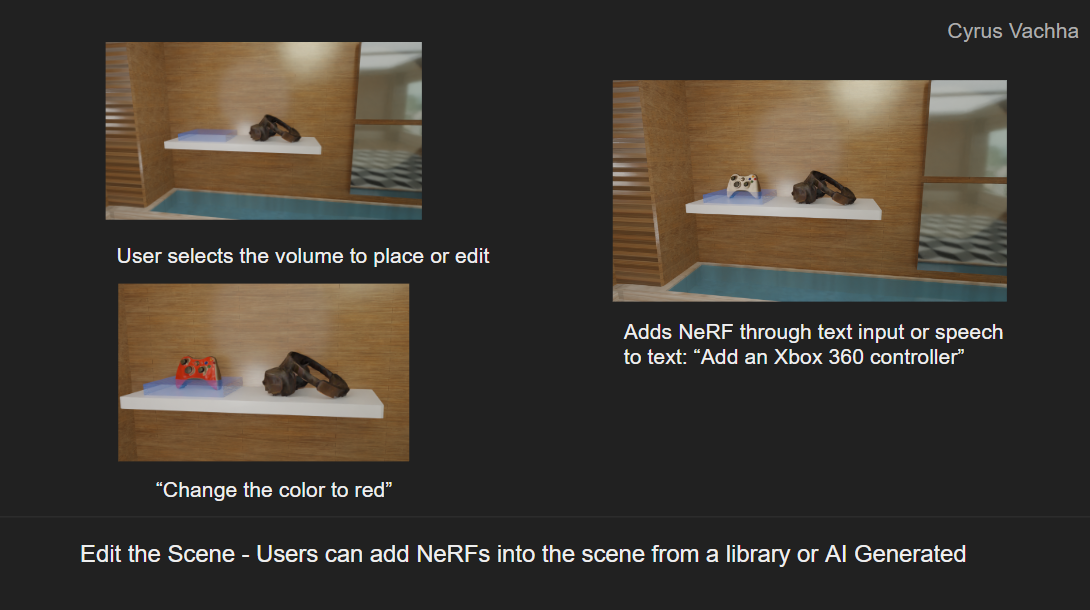 Cyrus Vachha
User selects the volume to place or edit
Adds NeRF through text input or speech
to text: “Add an Xbox 360 controller”
“Change the color to red”
Edit the Scene - Users can add NeRFs into the scene from a library or AI Generated